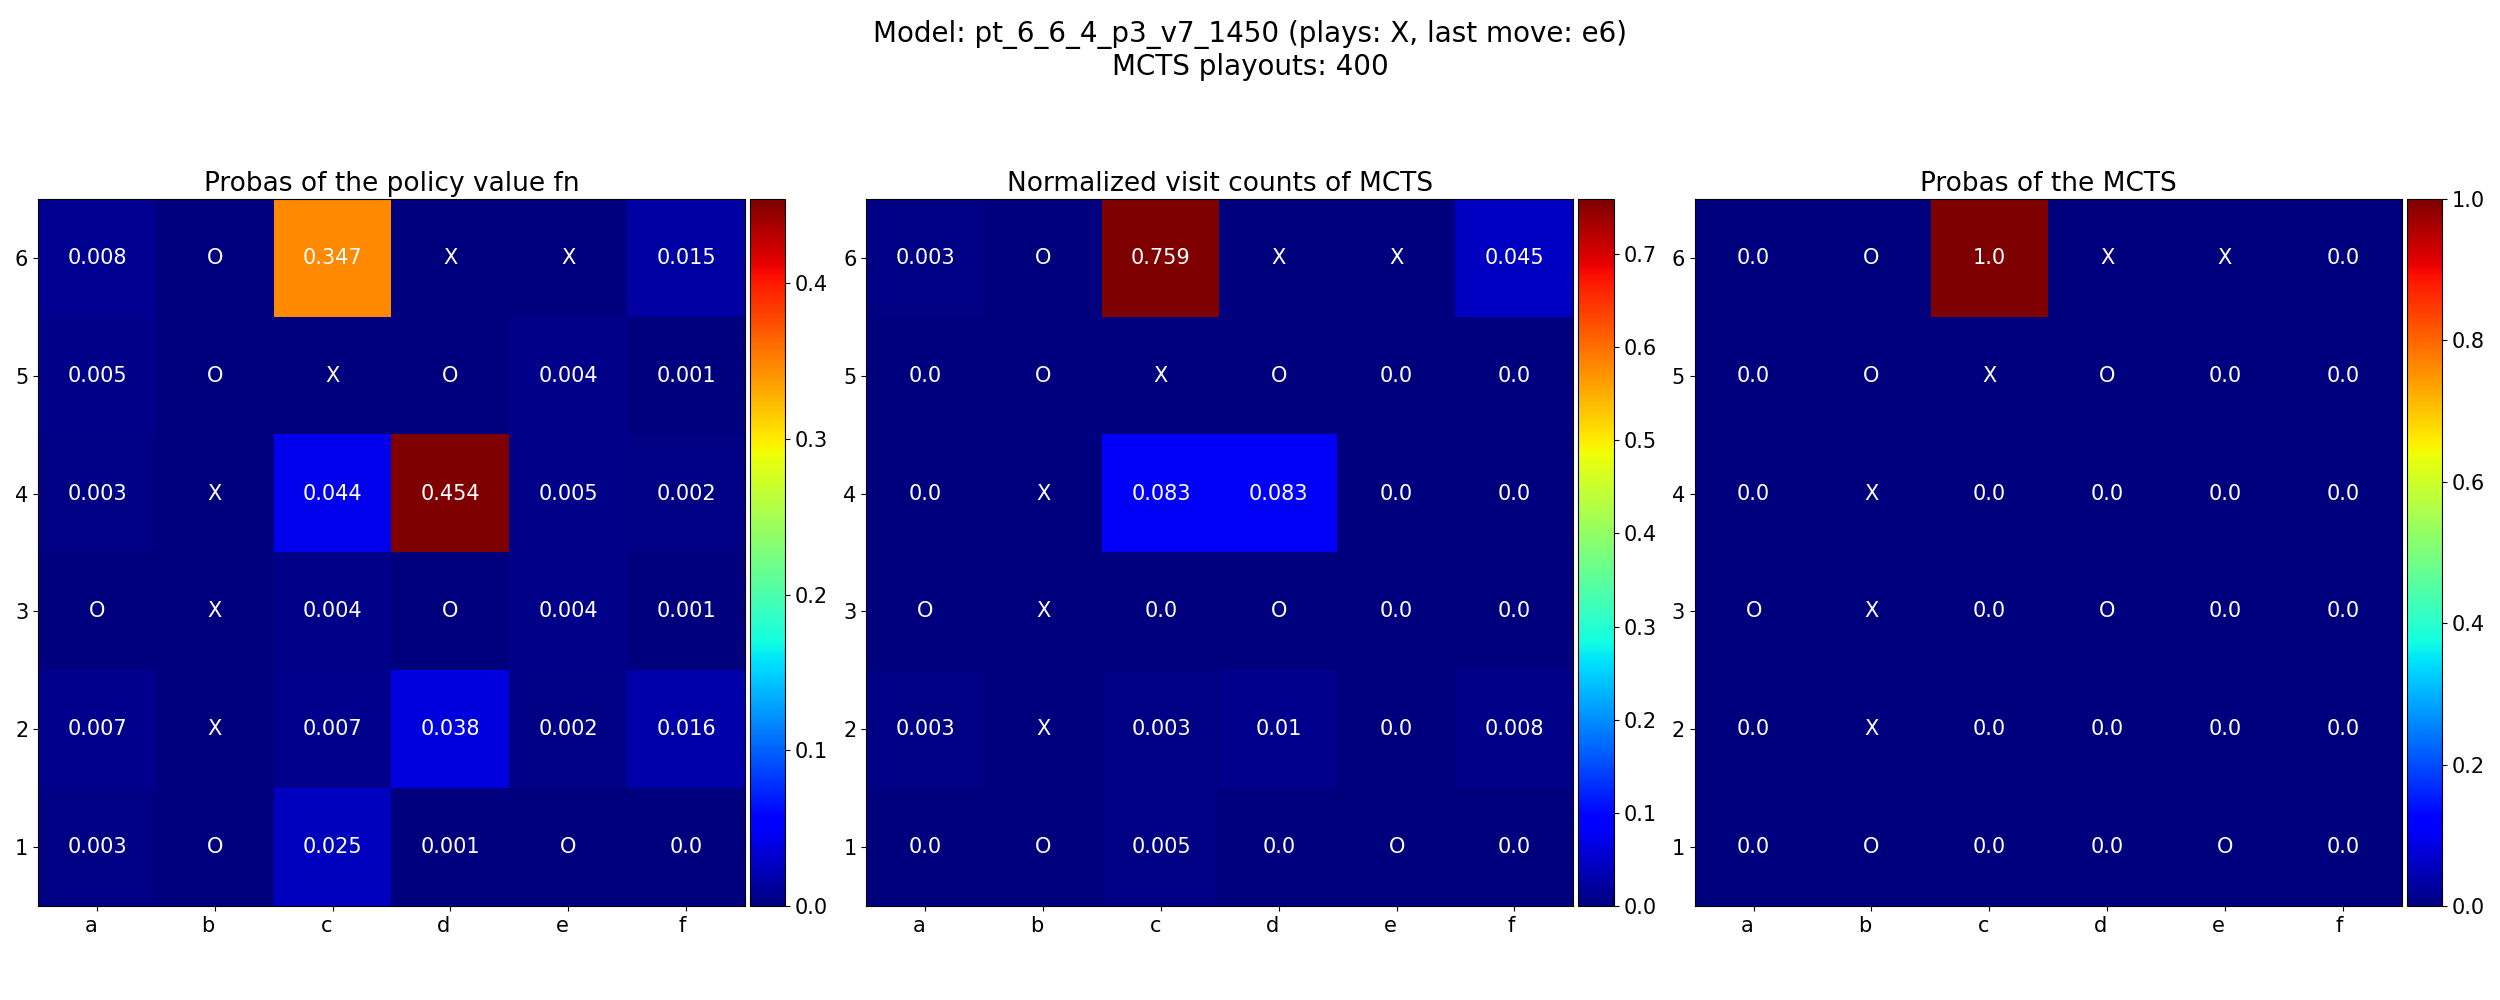 Model: pt_6_6_4_p3_v7_1450 (plays: X, last move: e6)
MCTS playouts: 400
Probas of the policy value fn
6 0.008 O 0.347 X X 0.015
5 0.005 O X O 0.004 0.001
4 0.003 X 0.044 0.454 0.005 0.002
3 O X 0.004 O 0.004 0.001
2 0.007 X 0.007 0.038 0.002 0.016
1 0.003 O 0.025 0.001 O 0.0
a b c d e f
0.4
0.3
0.2
0.1
0.0
Normalized visit counts of MCTS
6 0.003 O 0.759 X X 0.045
5 0.0 O X O 0.0 0.0
4 0.0 X 0.083 0.083 0.0 0.0
3 O X 0.0 O 0.0 0.0
2 0.003 X 0.003 0.01 0.0 0.008
1 0.0 O 0.005 0.0 O 0.0
a b c d e f
0.7
0.6
0.5
0.4
0.3
0.2
0.1
0.0
Probas of the MCTS
6 0.0 O 1.0 X X 0.0
5 0.0 O X O 0.0 0.0
4 0.0 X 0.0 0.0 0.0 0.0
3 O X 0.0 O 0.0 0.0
2 0.0 X 0.0 0.0 0.0 0.0
1 0.0 O 0.0 0.0 O 0.0
a b c d e f
1.0
0.8
0.6
0.4
0.2
0.0